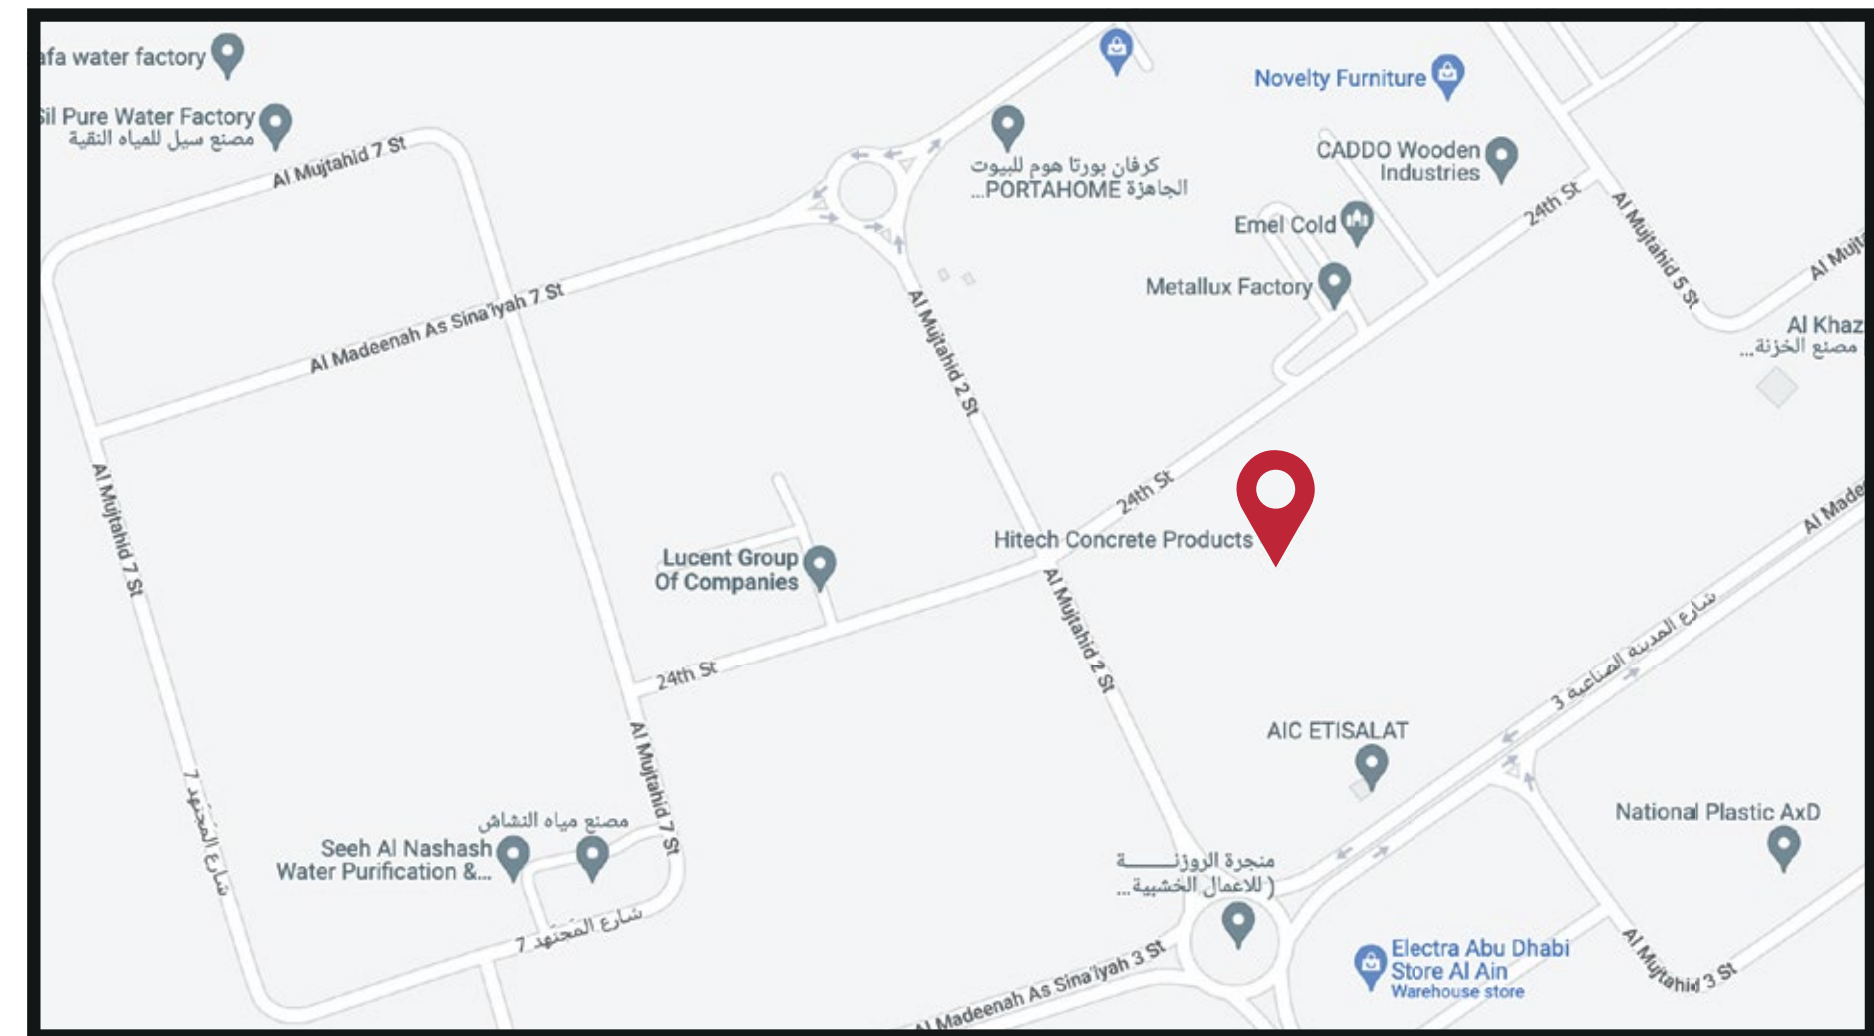 afa water factory
Novelty Furniture
Sil Pure Water Factory
مصنع سيل للمياه النقية
Al Mujtahid 7 St
كرفان بورتا هوم للبيوت
الجاهزة PORTAHOME...
CADDO Wooden
Industries
24th St
Emel Cold
Al Mujtahid 5 St
Al Mujta
Metallux Factory
Al Madeenah As Sina'iyah 7 St
Al Mujtahid 2 St
Al Khaz
مصنع الخزنة...
Al Mujtahid 7 St
24th St
Al Made
Hitech Concrete Products
Lucent Group
Of Companies
Al Mujtahid 2 St
شارع المدينة الصناعية 3
24th St
Al Mujtahid 7 St
AIC ETISALAT
شارع المجتهد 7
National Plastic AxD
مصنع مياه النشاش
Seeh Al Nashash
Water Purification &...
منجرة الروزنــــــة
( للاعمال الخشبية...
شارع المجتهد 7
Al Madeenah As Sina'iyah 3 St
Electra Abu Dhabi
Store Al Ain
Warehouse store
Al Mujtahid 3 St